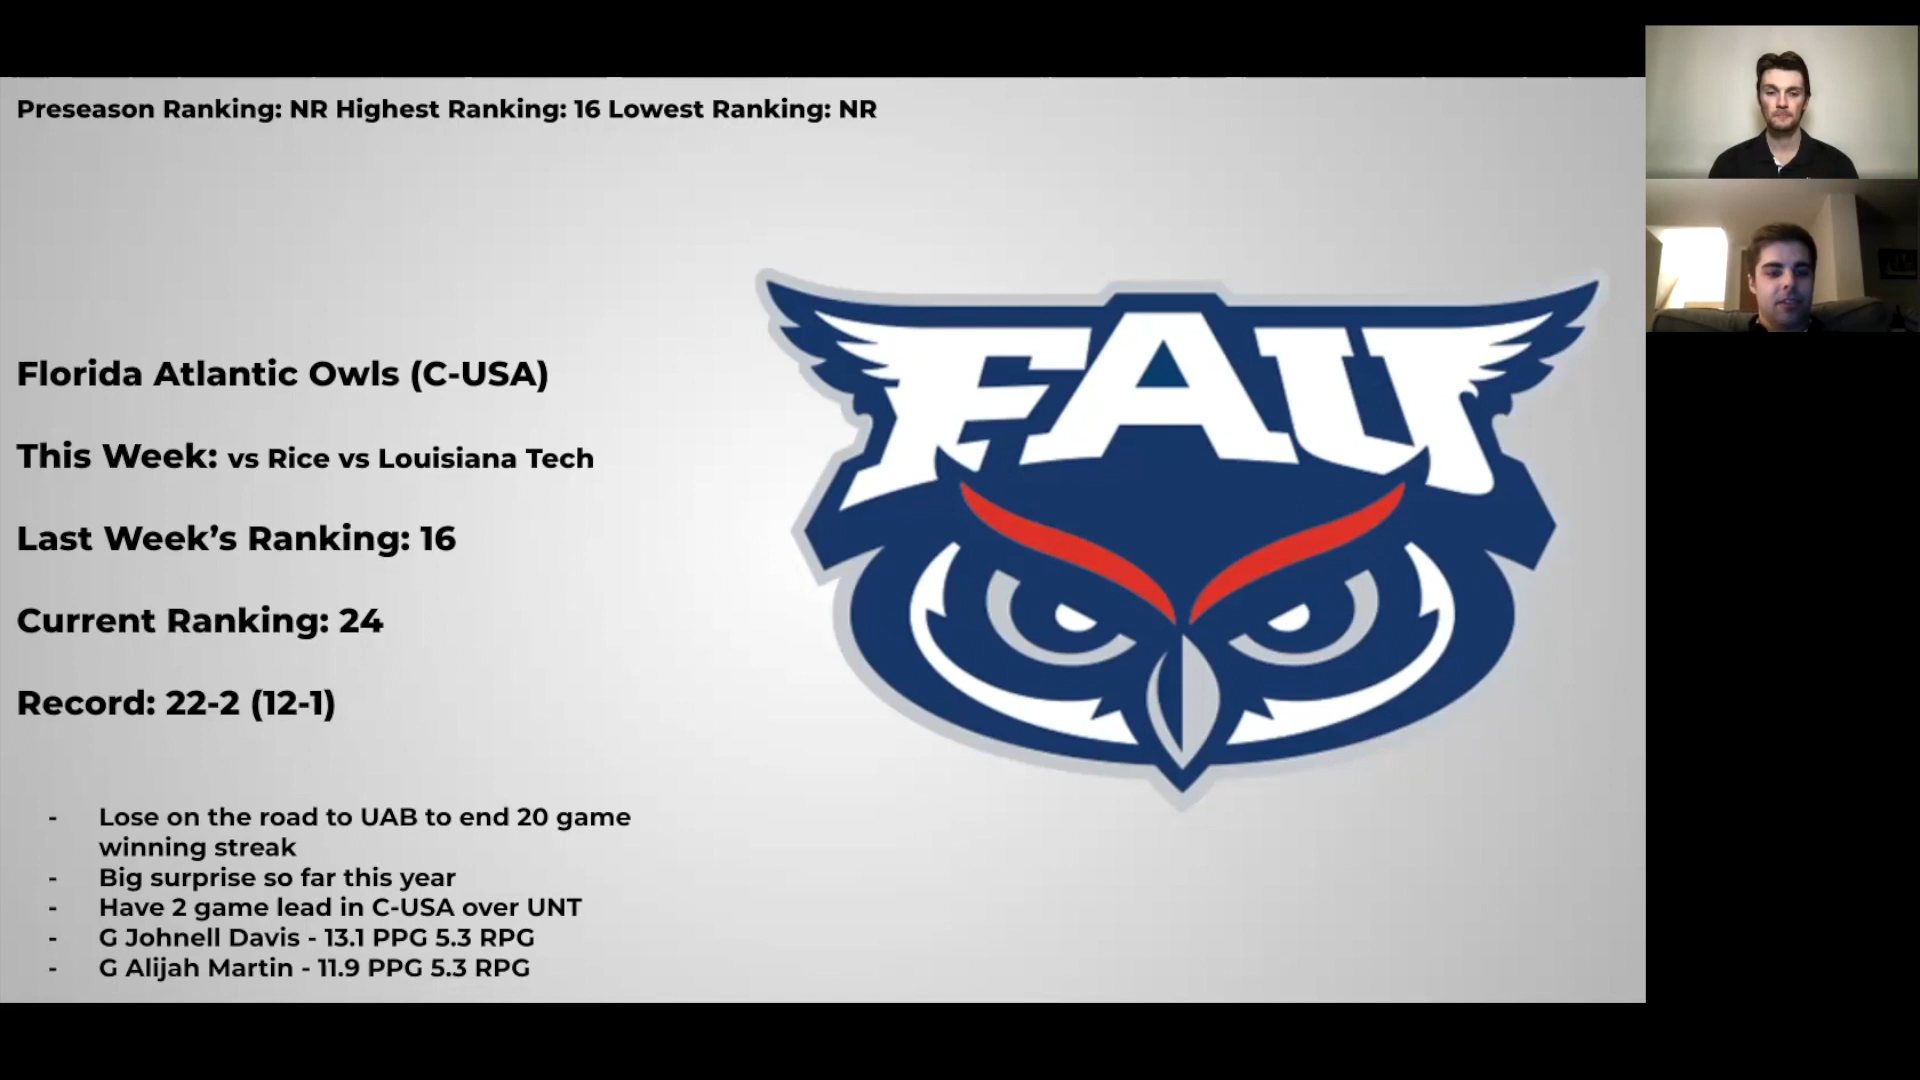 Preseason Ranking: NR Highest Ranking: 16 Lowest Ranking: NR
FAU
Florida Atlantic Owls (C-USA)
This Week: vs Rice vs Louisiana Tech
Last Week’s Ranking: 16
Current Ranking: 24
Record: 22-2 (12-1)
- Lose on the road to UAB to end 20 game
winning streak
- Big surprise so far this year
- Have 2 game lead in C-USA over UNT
- G Johnell Davis - 13.1 PPG 5.3 RPG
- G Alijah Martin - 11.9 PPG 5.3 RPG